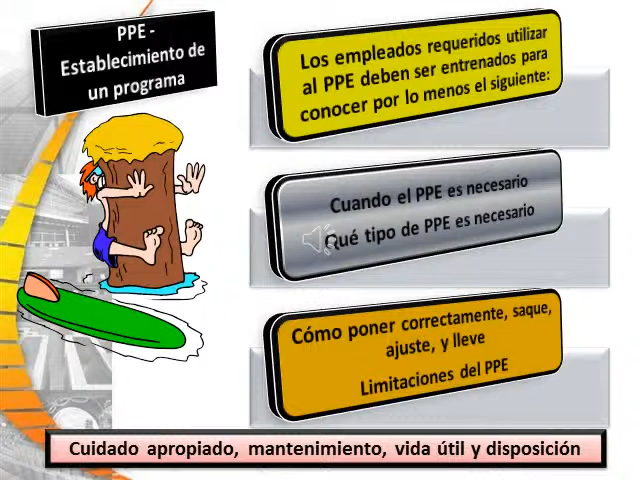 PPE -
Establecimiento de
un programa
Los empleados requeridos utilizar
al PPE deben ser entrenados para
conocer por lo menos el siguiente:
Cuando el PPE es necesario
Qué tipo de PPE es necesario
Cómo poner correctamente, saque,
ajuste, y lleve
Limitaciones del PPE
Cuidado apropiado, mantenimiento, vida útil y disposición